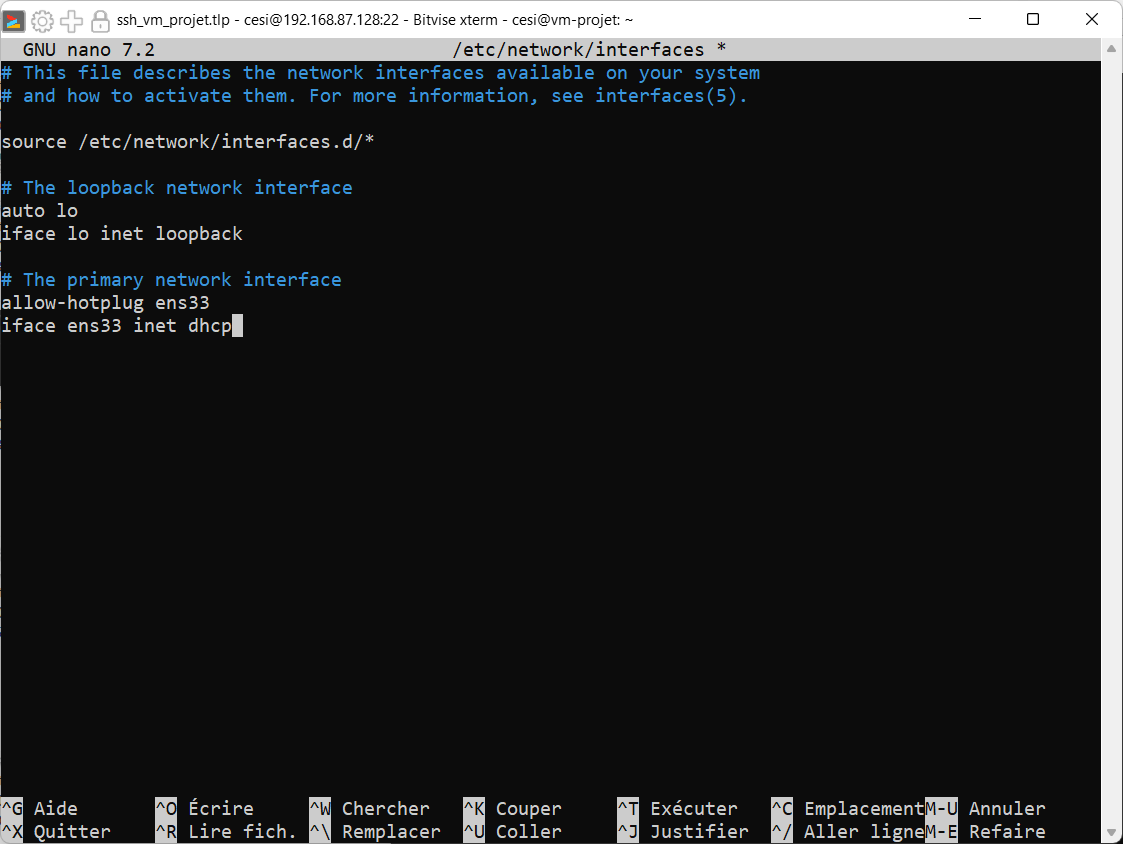 ssh_vm_projet.tlp - cesi@192.168.87.128:22 - Bitvise xterm - cesi@vm-projet: ~
GNU nano 7.2 /etc/network/interfaces *
# This file describes the network interfaces available on your system
# and how to activate them. For more information, see interfaces(5).
source /etc/network/interfaces.d/*
# The loopback network interface
auto lo
iface lo inet loopback
# The primary network interface
allow-hotplug ens33
iface ens33 inet dhcp
^G Aide ^O Écrire ^W Chercher ^K Couper ^T Exécuter ^C Emplacement M-U Annuler
^X Quitter ^R Lire fich. ^\ Remplacer ^U Coller ^J Justifier ^/ Aller ligne M-E Refaire